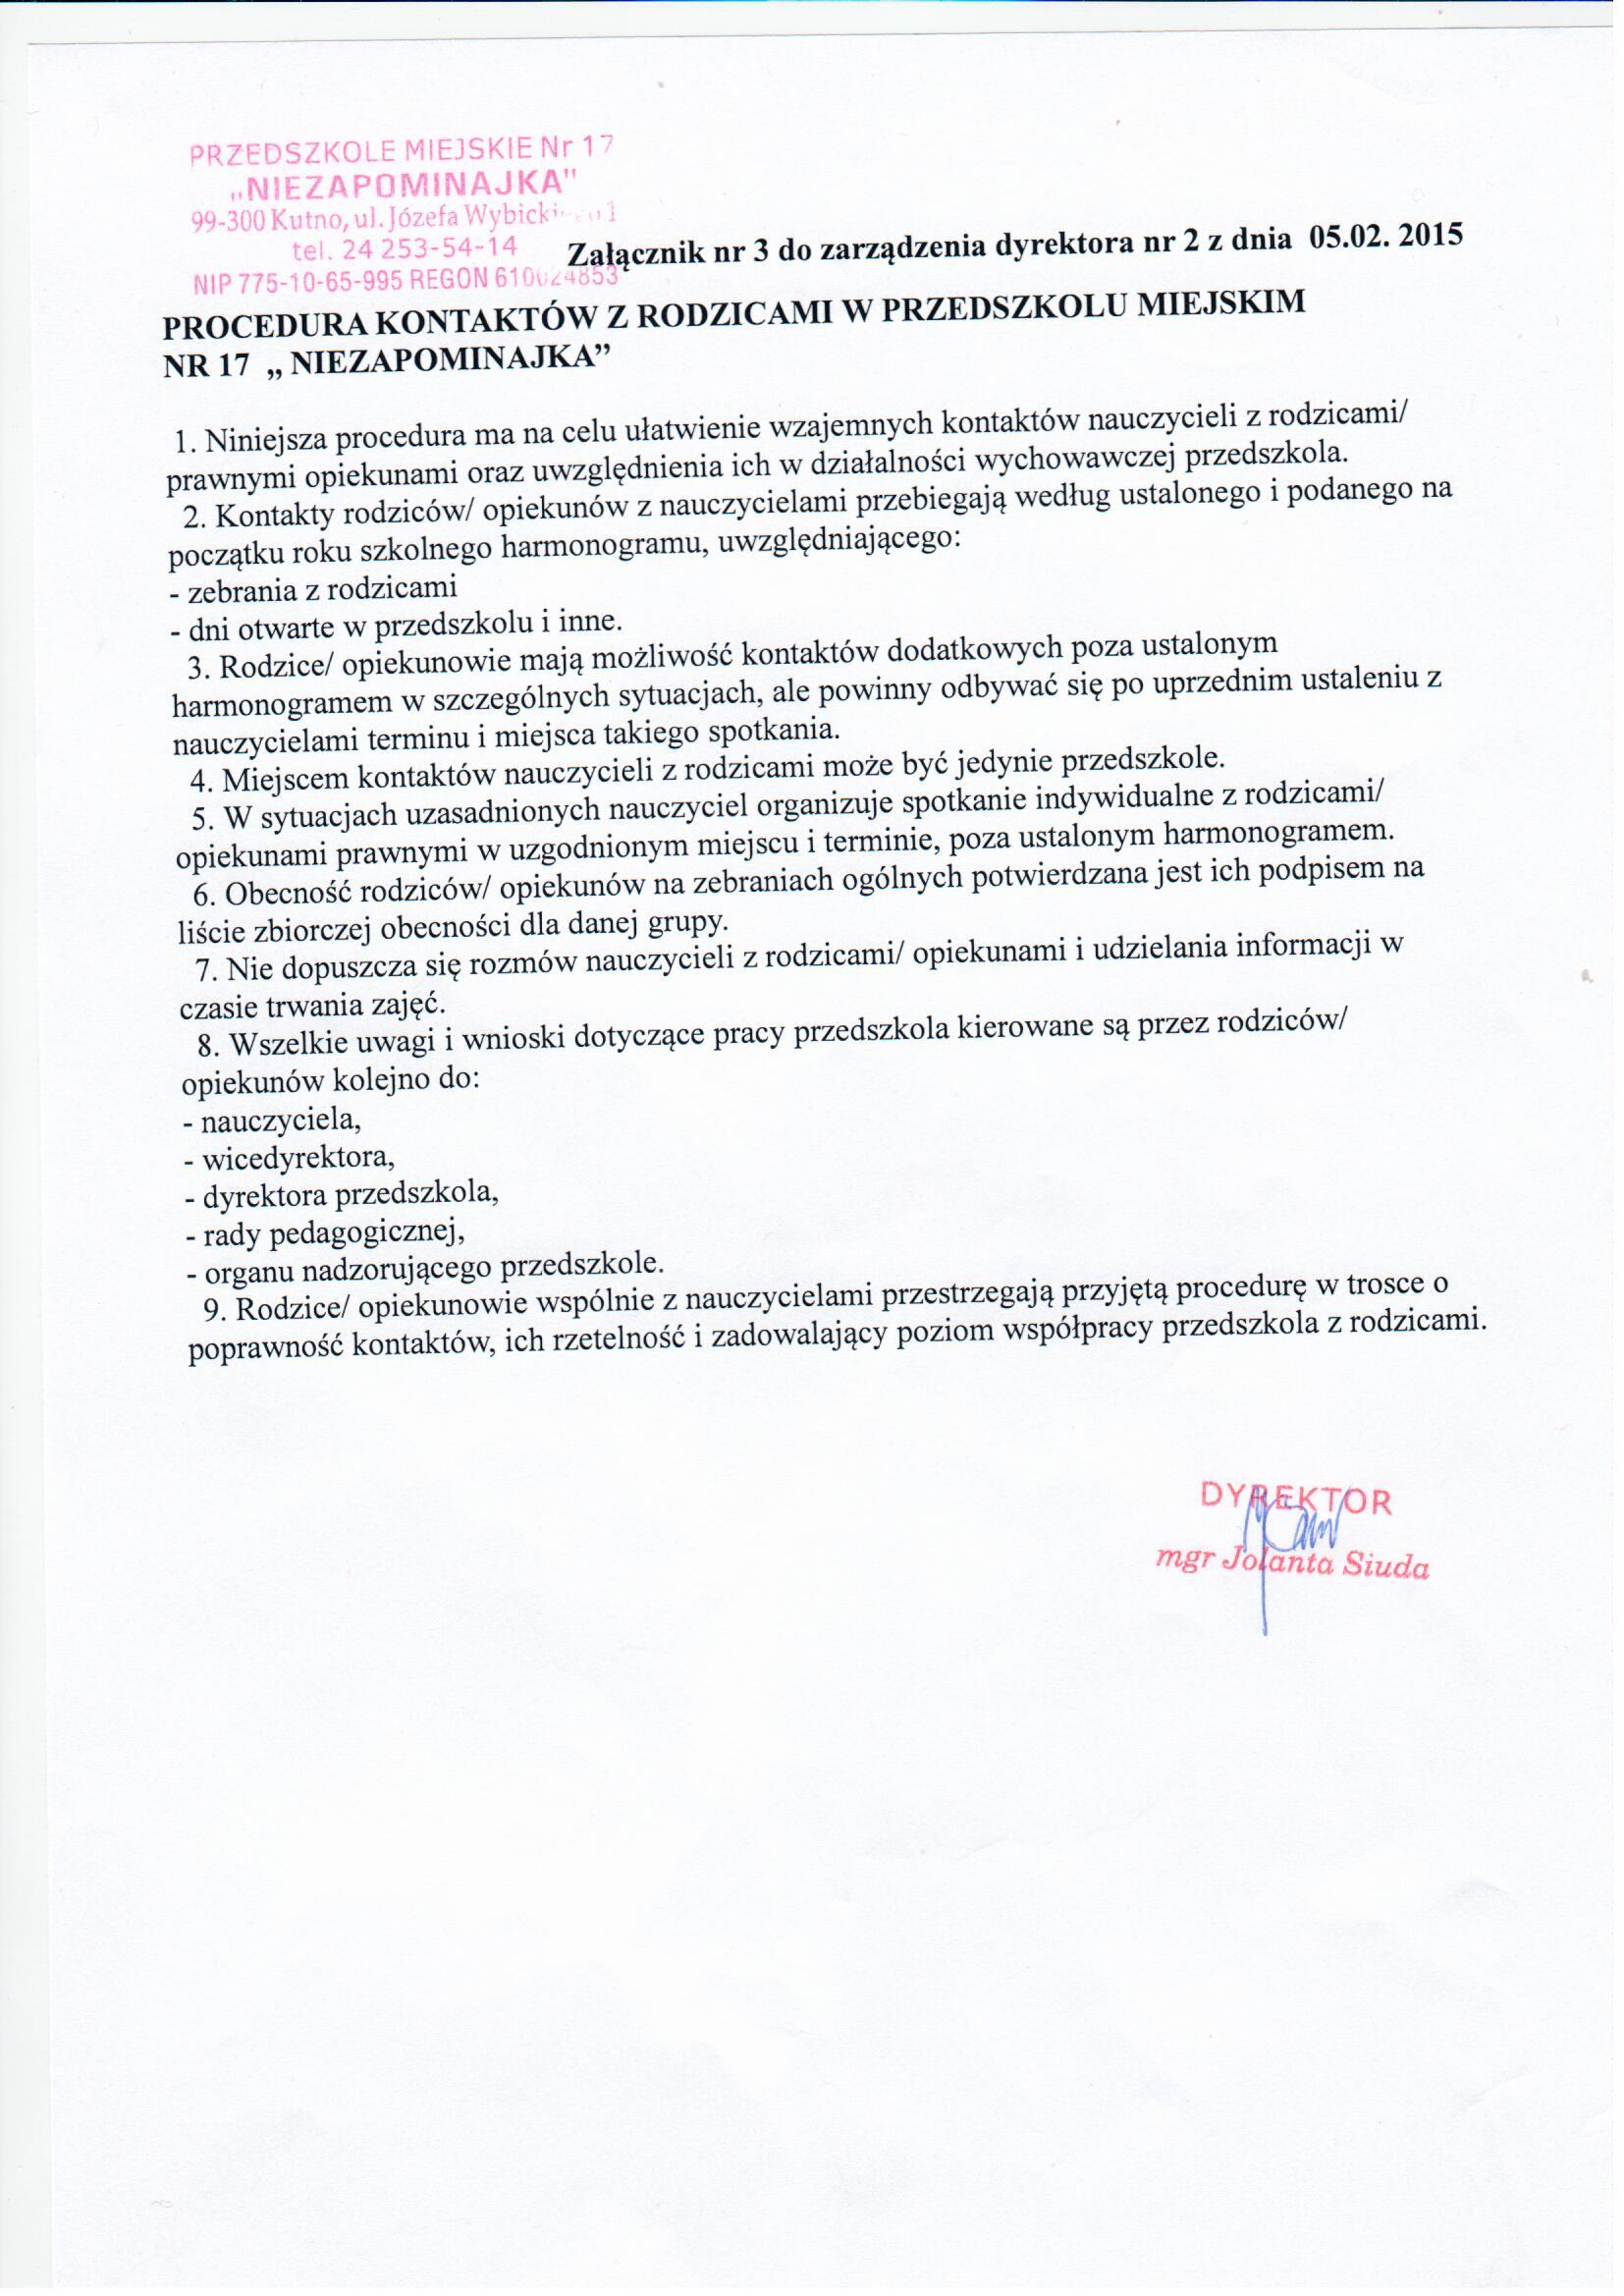 PRZEDSZKOLE MIEJSKIE Nr 17
„NIEZAPOMINAJKA"
99-300 Kutno, ul. Józefa
tel. 24 253-54-14
Załącznik nr 3 do zarządzenia dyrektora nr 2 z dnia 05.02. 2015
NIP 775-10-65-995 REGON
PROCEDURA KONTAKTÓW Z RODZICAMI W PRZEDSZKOLU MIEJSKIM
NR 17 „ NIEZAPOMINAJKA”
1. Niniejsza procedura ma na celu ułatwienie wzajemnych kontaktów nauczycieli z rodzicami/
prawnymi opiekunami oraz uwzględnienia ich w działalności wychowawczej przedszkola.
2. Kontakty rodziców/ opiekunów z nauczycielami przebiegają według ustalonego i podanego na
początku roku szkolnego harmonogramu, uwzględniającego:
- zebrania z rodzicami
- dni otwarte w przedszkolu i inne.
3. Rodzice/ opiekunowie mają możliwość kontaktów dodatkowych poza ustalonym
harmonogramem w szczególnych sytuacjach, ale powinny odbywać się po uprzednim ustaleniu z
nauczycielami terminu i miejsca takiego spotkania.
4. Miejscem kontaktów nauczycieli z rodzicami może być jedynie przedszkole.
5. W sytuacjach uzasadnionych nauczyciel organizuje spotkanie indywidualne z rodzicami/
opiekunami prawnymi w uzgodnionym miejscu i terminie, poza ustalonym harmonogramem.
6. Obecność rodziców/ opiekunów na zebraniach ogólnych potwierdzana jest ich podpisem na
liście zbiorczej obecności dla danej grupy.
7. Nie dopuszcza się rozmów nauczycieli z rodzicami/ opiekunami i udzielania informacji w
czasie trwania zajęć.
8. Wszelkie uwagi i wnioski dotyczące pracy przedszkola kierowane są przez rodziców/
opiekunów kolejno do:
- nauczyciela,
- wicedyrektora,
- dyrektora przedszkola,
- rady pedagogicznej,
- organu nadzorującego przedszkole.
9. Rodzice/ opiekunowie wspólnie z nauczycielami przestrzegają przyjętą procedurę w trosce o
poprawność kontaktów, ich rzetelność i zadowalający poziom współpracy przedszkola z rodzicami.
DYREKTOR
mgr Jolanta Siuda